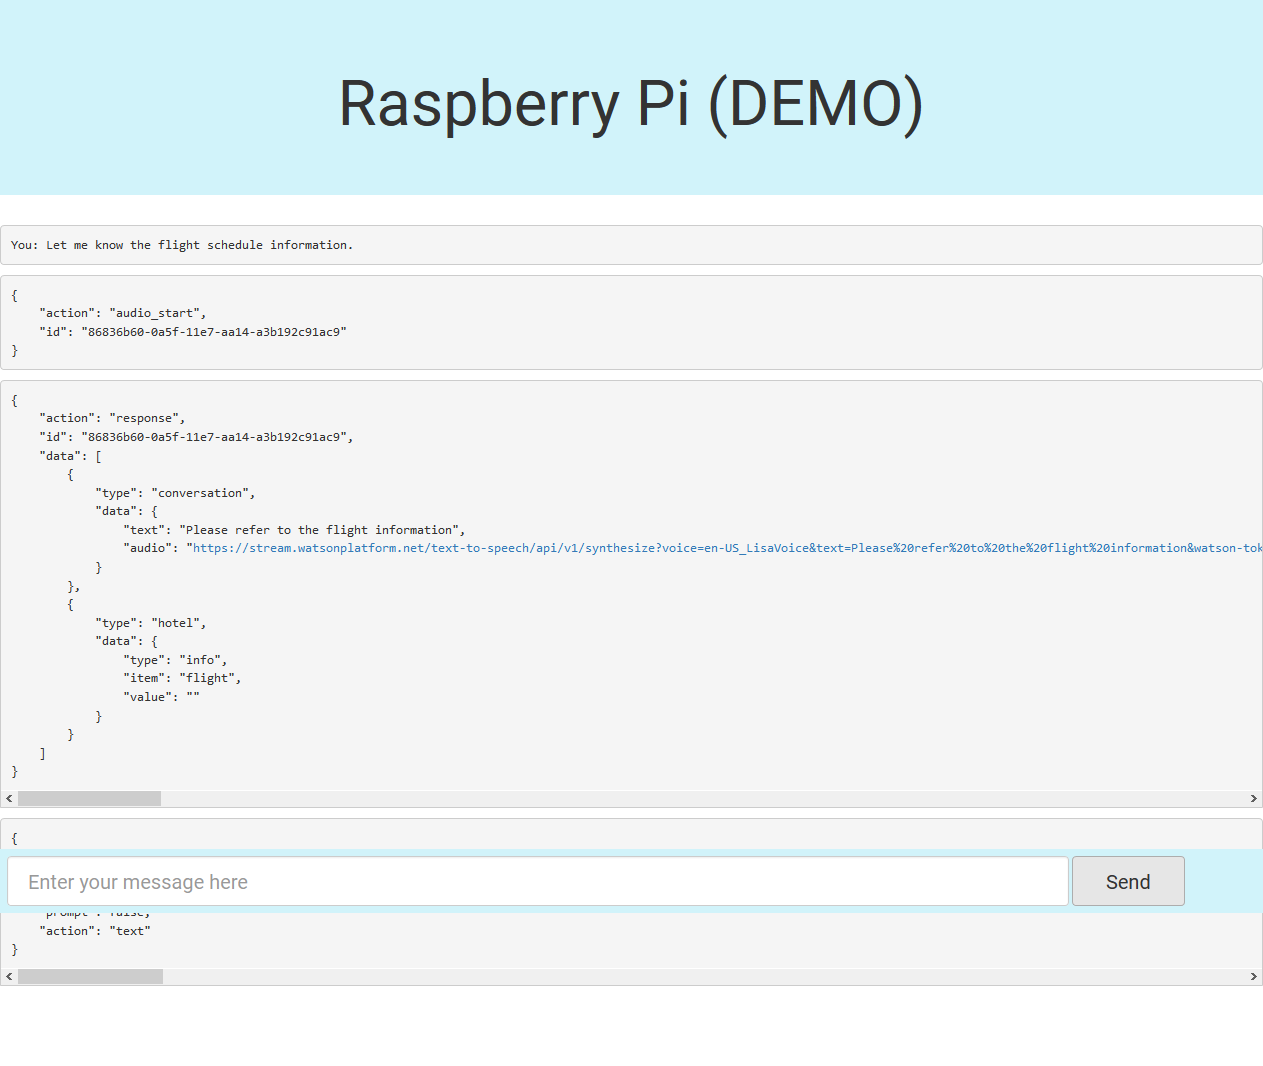 Raspberry Pi (DEMO)
You: Let me know the flight schedule information.
{
    "action": "audio_start",
    "id": "86836b60-0a5f-11e7-aa14-a3b192c91ac9"
}
{
    "action": "response",
    "id": "86836b60-0a5f-11e7-aa14-a3b192c91ac9",
    "data": [
        {
            "type": "conversation",
            "data": {
                "text": "Please refer to the flight information",
                "audio": "https://stream.watsonplatform.net/text-to-speech/api/v1/synthesize?voice=en-US_LisaVoice&text=Please%20refer%20to%20the%20flight%20information&watson-tok
            }
        },
        {
            "type": "hotel",
            "data": {
                "type": "info",
                "item": "flight",
                "value": ""
            }
        }
    ]
}
{
Enter your message here
Send
    "prompt": false,
    "action": "text"
}